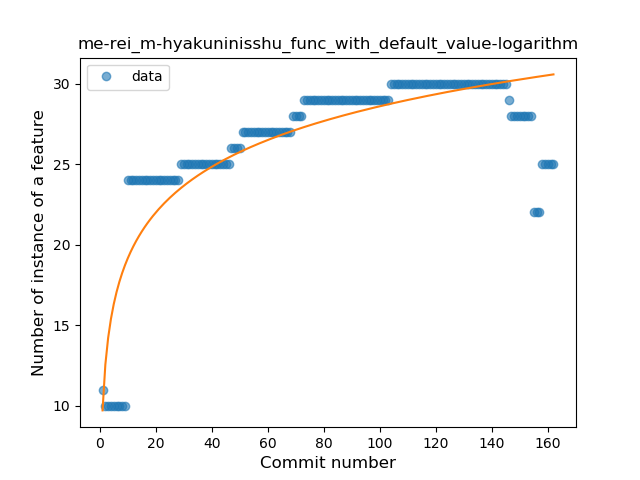 me-rei_m-hyakuninisshu_func_with_default_value-logarithm
data
Number of instance of a feature
30
25
20
15
10
0 20 40 60 80 100 120 140 160
Commit number